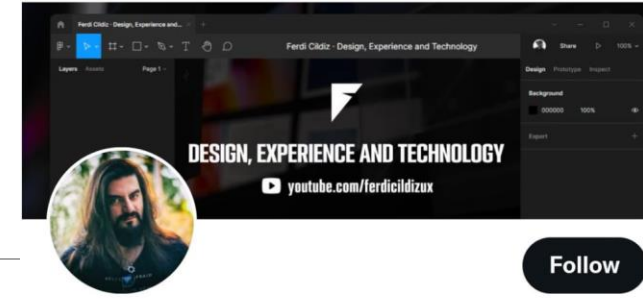 Ferdi Cildiz - Design, Experience and...
Ferdi Cildiz - Design, Experience and Technology
Share
100%
Layers
Assets
Page 1
Design
Prototype
Inspect
Background
000000
100%
Export
DESIGN, EXPERIENCE AND TECHNOLOGY
youtube.com/ferdicildizux
Follow